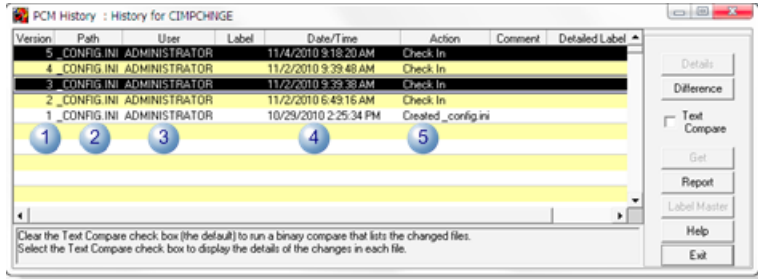 PCM History : History for CIMPCHNGE
Version Path User Label Date/Time Action Comment Detailed Label
5 _CONFIG.INI ADMINISTRATOR 11/4/2010 9:18:20 AM Check In
4 _CONFIG.INI ADMINISTRATOR 11/2/2010 9:39:48 AM Check In
3 _CONFIG.INI ADMINISTRATOR 11/2/2010 9:39:38 AM Check In
2 _CONFIG.INI ADMINISTRATOR 11/2/2010 6:49:16 AM Check In
1 _CONFIG.INI ADMINISTRATOR 10/29/2010 2:25:34 PM Created _config.ini
1 2 3 4 5
Details
Difference
Text
Compare
Get
Report
Label Master
Help
Exit
Clear the Text Compare check box (the default) to run a binary compare that lists the changed files.
Select the Text Compare check box to display the details of the changes in each file.